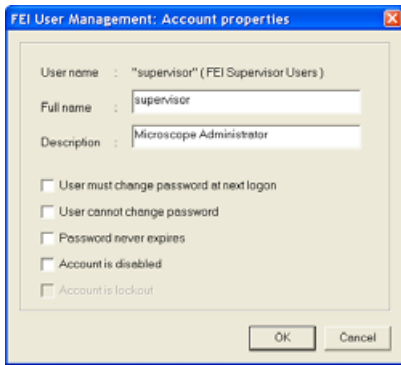 FEI User Management: Account properties
User name : "supervisor" ( FEI Supervisor Users )
Full name : supervisor
Description : Microscope Administrator
User must change password at next logon
User cannot change password
Password never expires
Account is disabled
Account is lockout
OK Cancel